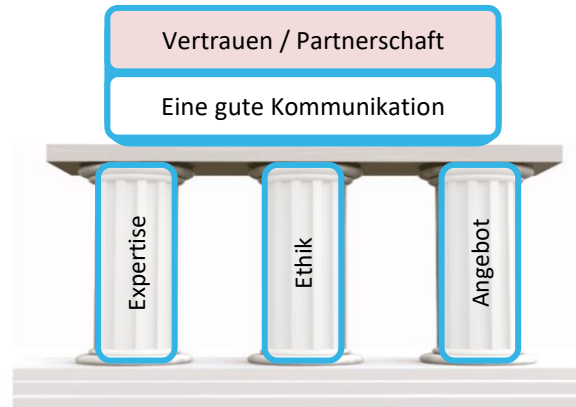 Vertrauen / Partnerschaft
Eine gute Kommunikation
Expertise
Ethik
Angebot